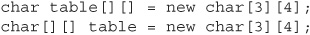 char table[][] = new char[3][4];
char[][] table = new char[3][4];